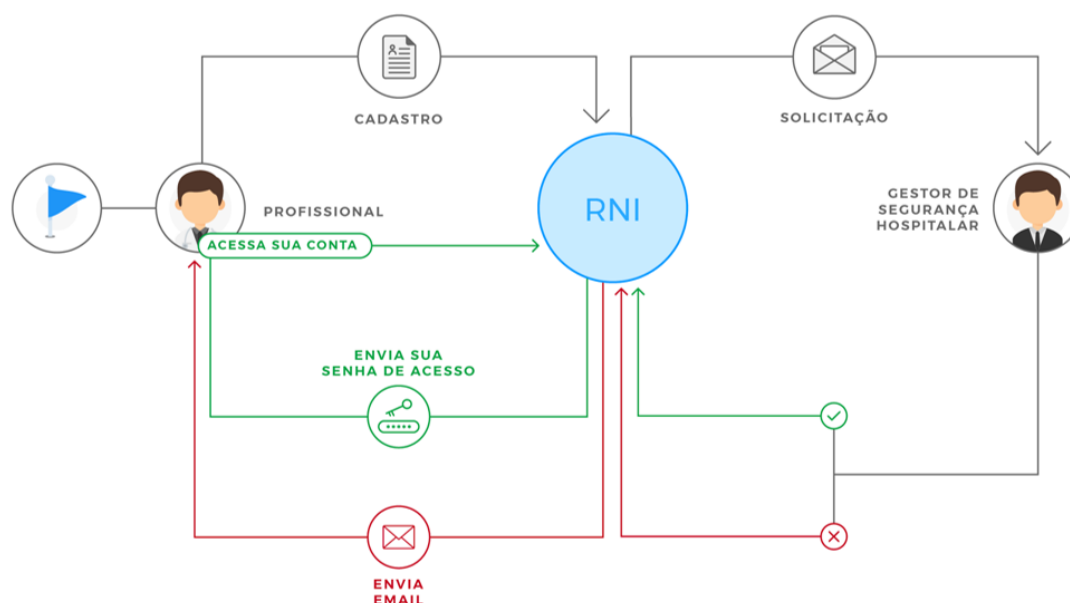 CADASTRO
SOLICITAÇÃO
PROFISSIONAL
RNI
GESTOR DE
SEGURANÇA
HOSPITALAR
ACESSA SUA CONTA
ENVIA SUA
SENHA DE ACESSO
ENVIA
EMAIL